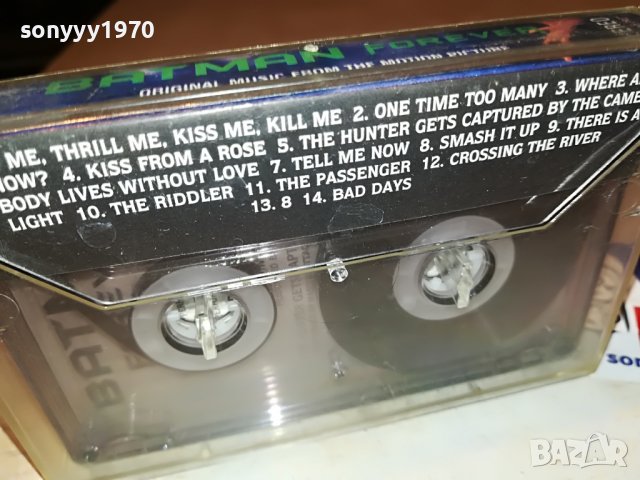 sonyyy1970
BATMAN FOREVER
ORIGINAL MUSIC FROM THE MOTION PICTURE
ME, THRILL ME, KISS ME, KILL ME 2. ONE TIME TOO MANY 3. WHERE A
NOW? 4. KISS FROM A ROSE 5. THE HUNTER GETS CAPTURED BY THE GAME
BODY LIVES WITHOUT LOVE 7. TELL ME NOW 8. SMASH IT UP 9. THERE IS A
LIGHT 10. THE RIDDLER 11. THE PASSENGER 12. CROSSING THE RIVER
13. 8 14. BAD DAYS
BATM
BAZAR